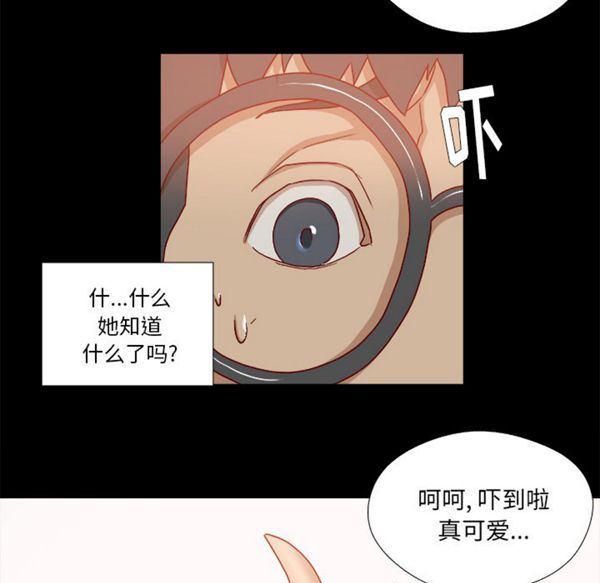 吓
什...什么
她知道
什么了吗?
呵呵, 吓到啦
真可爱...